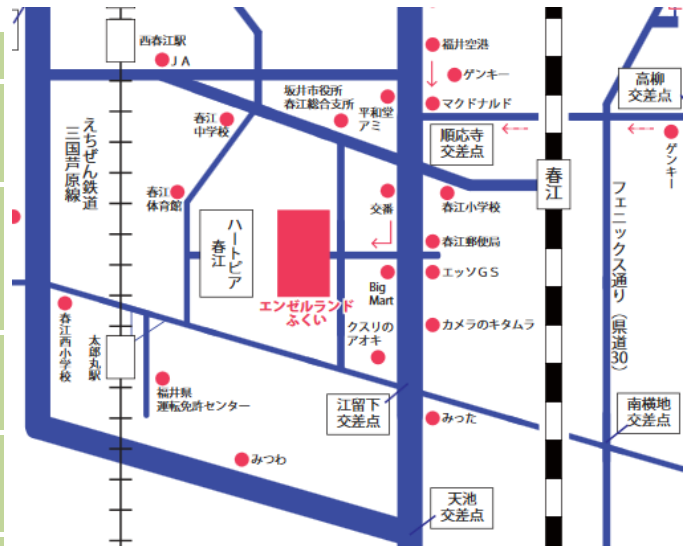 西春江駅
JA
福井空港
ゲンキー
マクドナルド
高柳
交差点
坂井市役所
春江総合支所
平和堂
アミ
春江
中学校
順応寺
交差点
ゲンキー
えちぜん鉄道
三国芦原線
春江
体育館
交番
春江小学校
春江
フェニックス通り（県道30）
ハートピア
春江
春江郵便局
エンゼルランド
ふくい
Big
Mart
エッソGS
春江西小学校
太郎丸駅
クスリの
アオキ
カメラのキタムラ
福井県
運転免許センター
江留下
交差点
みった
南横地
交差点
みつわ
天池
交差点